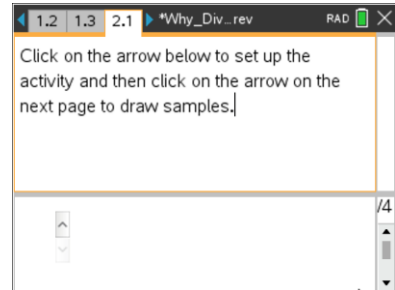 1.2 1.3 2.1 *Why_Div...rev RAD
Click on the arrow below to set up the
activity and then click on the arrow on the
next page to draw samples.
/4